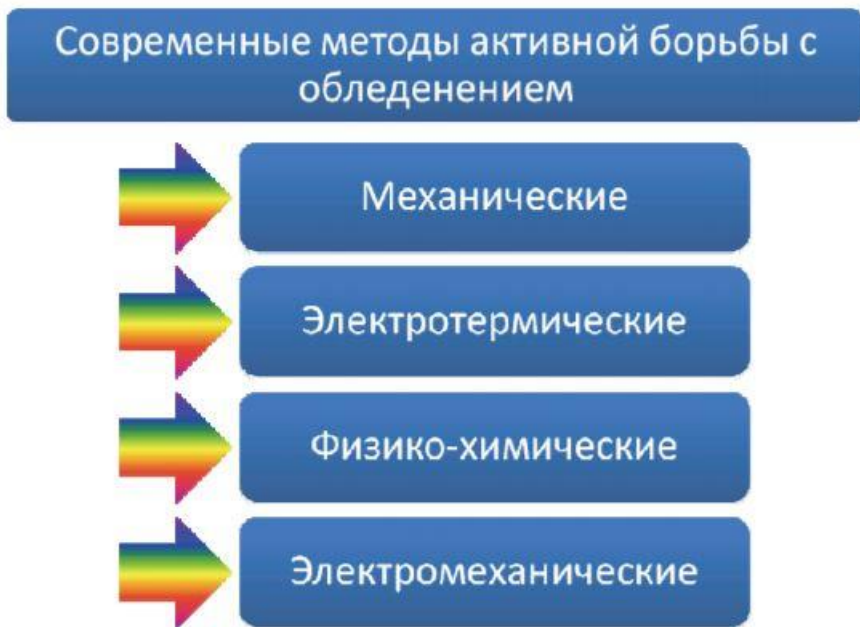 Современные методы активной борьбы с
обледенением
Механические
Электротермические
Физико-химические
Электромеханические